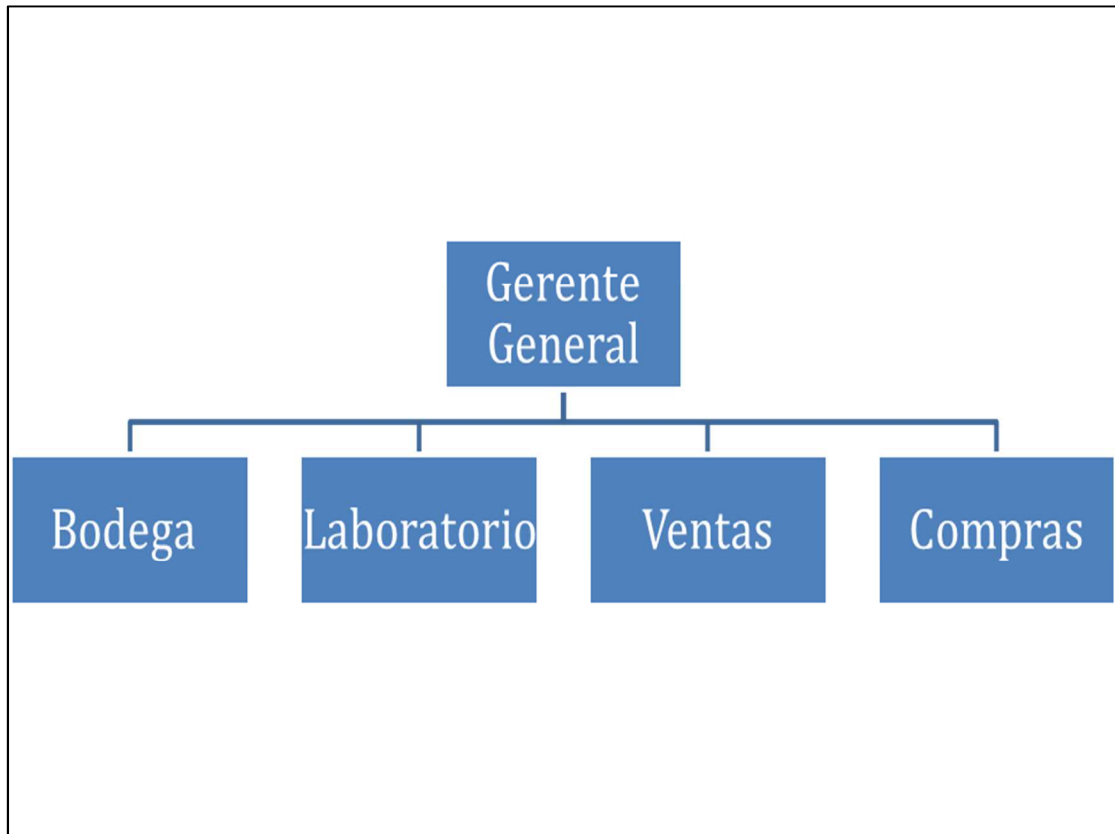 Gerente
General
Bodega
Laboratorio
Ventas
Compras